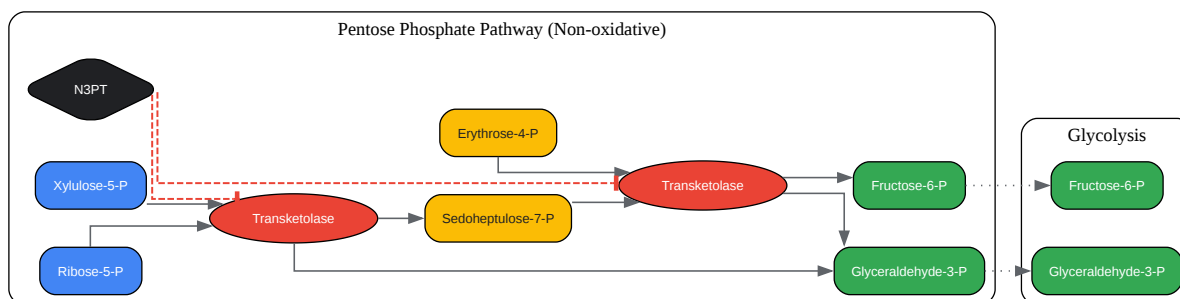 Pentose Phosphate Pathway (Non-oxidative)
N3PT
Erythrose-4-P
Glycolysis
Xylulose-5-P
Transketolase
Fructose-6-P
Fructose-6-P
Transketolase
Sedoheptulose-7-P
Ribose-5-P
Glyceraldehyde-3-P
Glyceraldehyde-3-P